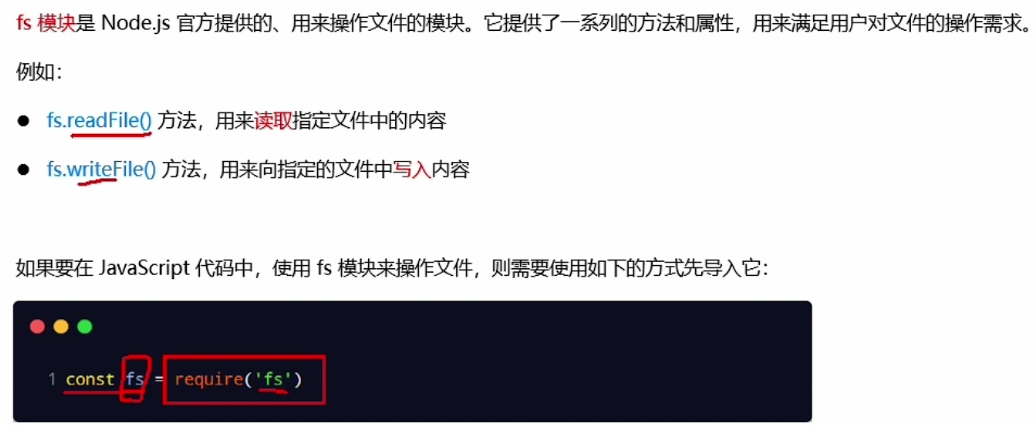 fs 模块是 Node.js 官方提供的、用来操作文件的模块。它提供了一系列的方法和属性，用来满足用户对文件的操作需求。
例如：
● fs.readFile() 方法，用来读取指定文件中的内容
● fs.writeFile() 方法，用来向指定的文件中写入内容
如果要在 JavaScript 代码中，使用 fs 模块来操作文件，则需要使用如下的方式先导入它：
1 const fs = require('fs')